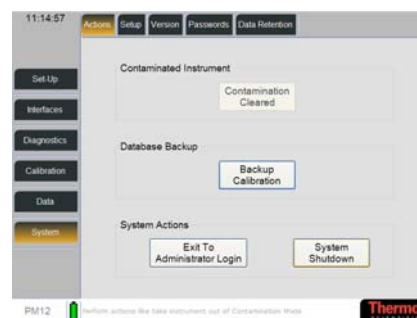 11:14:57
Actions Setup Version Passwords Data Retention
Contaminated Instrument
Set-Up
Contamination
Cleared
Interfaces
Diagnostics
Database Backup
Calibration
Backup
Calibration
Data
System
System Actions
Exit To
Administrator Login
System
Shutdown
PM12
Perform actions like take instrument out of Contamination Mode
Thermo